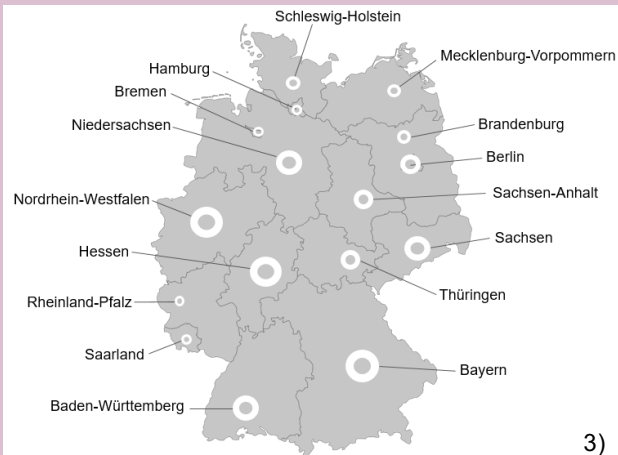 Schleswig-Holstein
Mecklenburg-Vorpommern
Hamburg
Bremen
Niedersachsen
Brandenburg
Berlin
Sachsen-Anhalt
Nordrhein-Westfalen
Sachsen
Hessen
Thüringen
Rheinland-Pfalz
Saarland
Bayern
Baden-Württemberg
3)